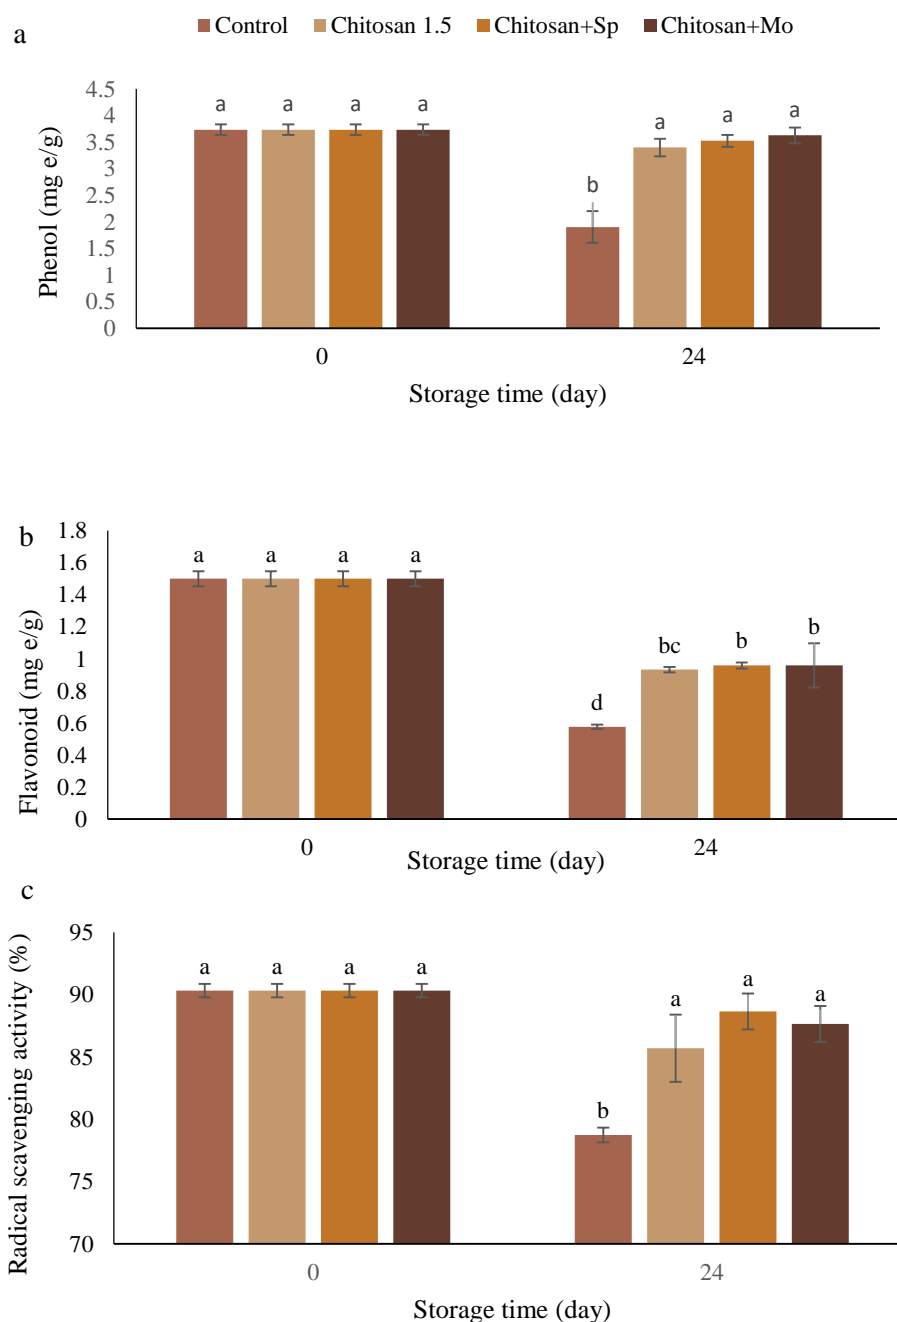 a
Control Chitosan 1.5 Chitosan+Sp Chitosan+Mo
Phenol (mg e/g)
4.5
4
3.5
3
2.5
2
1.5
1
0.5
0
a a a a
b a a a
0 24
Storage time (day)
b
Flavonoid (mg e/g)
1.8
1.6
1.4
1.2
1
0.8
0.6
0.4
0.2
0
a a a a
d bc b b
0 24
Storage time (day)
c
Radical scavenging activity (%)
95
90
85
80
75
70
a a a a
b a a a
0 24
Storage time (day)